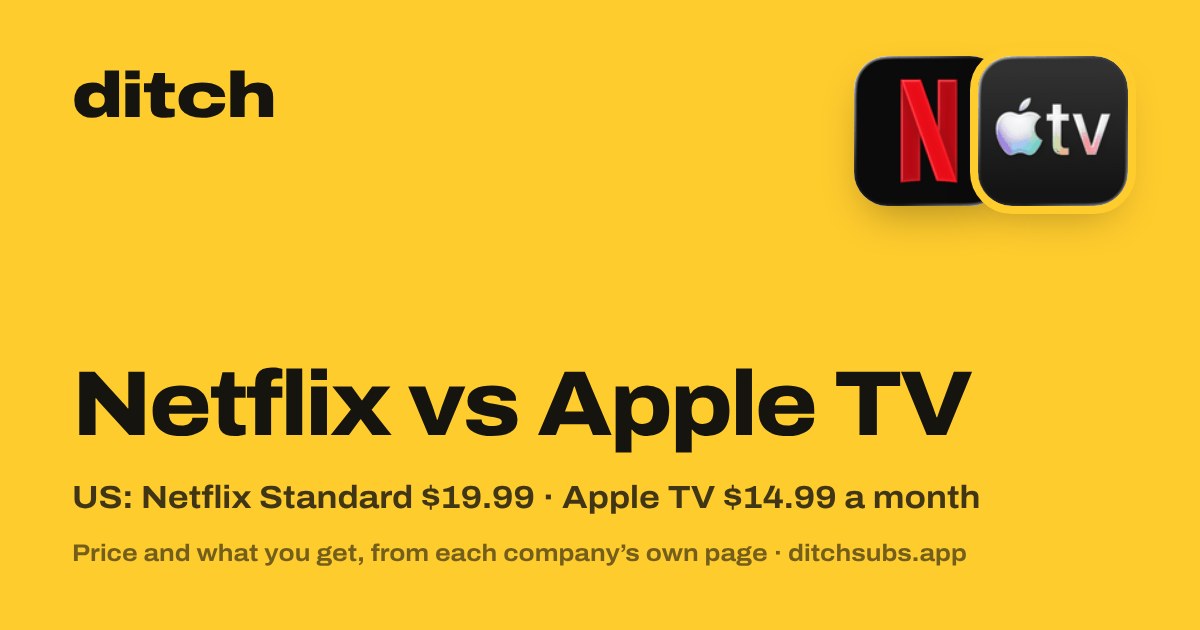 ditch
N
tv
Netflix vs Apple TV
US: Netflix Standard $19.99 · Apple TV $14.99 a month
Price and what you get, from each company’s own page · ditchsubs.app